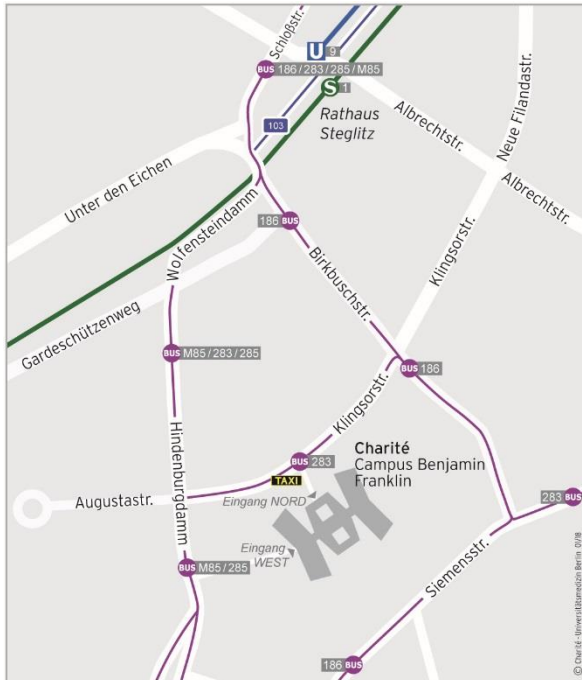 Schloßstr.
U 9
BUS 186 / 283 / 285 / M85
S 1
Rathaus
Steglitz
103
Albrechtstr.
Neue Filandastr.
Albrechtstr.
Unter den Eichen
Wolfensteindamm
186 BUS
Birkbuschstr.
Klingsorstr.
Gardeschützenweg
BUS M85 / 283 / 285
BUS 186
Hindenburgdamm
Klingsorstr.
Charité
Campus Benjamin
Franklin
BUS 283
TAXI
Augustastr.
Eingang NORD
283 BUS
Eingang
WEST
BUS M85 / 285
Siemensstr.
186 BUS
© Charité - Universitätsmedizin Berlin 01/18